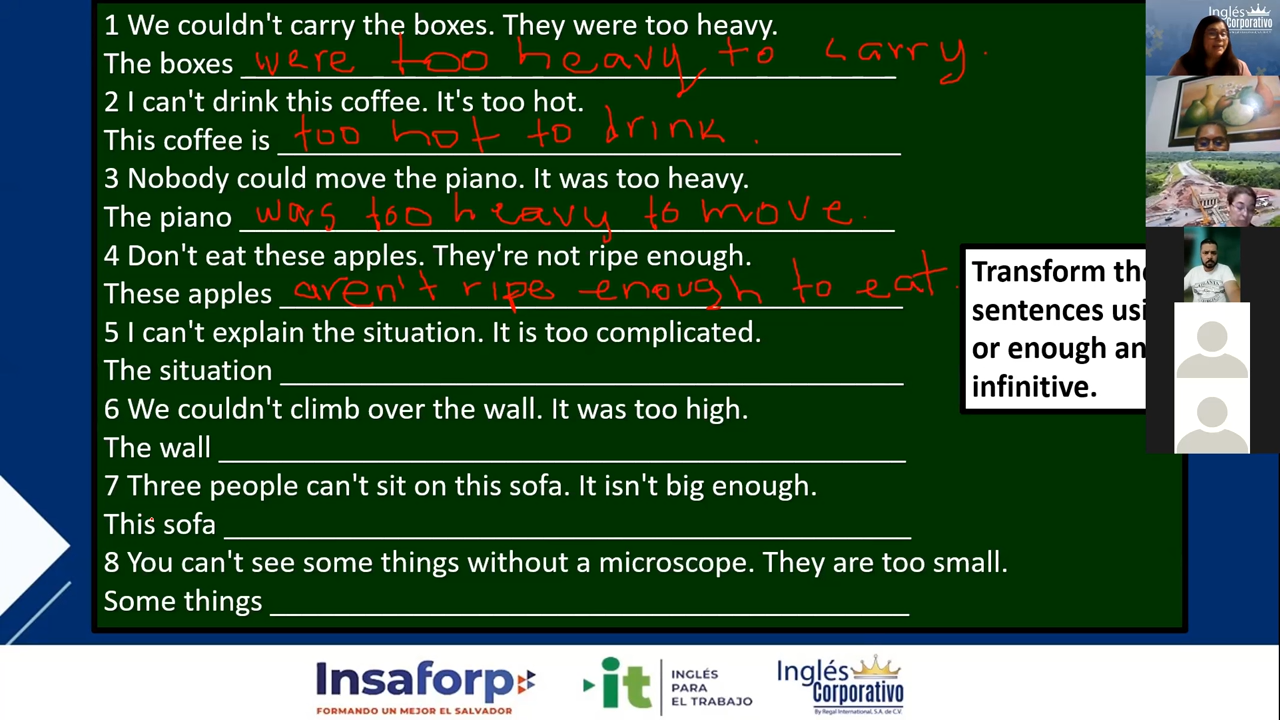 1 We couldn't carry the boxes. They were too heavy.
The boxes were too heavy to carry.
2 I can't drink this coffee. It's too hot.
This coffee is too hot to drink.
3 Nobody could move the piano. It was too heavy.
The piano was too heavy to move.
4 Don't eat these apples. They're not ripe enough.
These apples aren't ripe enough to eat.
5 I can't explain the situation. It is too complicated.
The situation
6 We couldn't climb over the wall. It was too high.
The wall
7 Three people can't sit on this sofa. It isn't big enough.
This sofa
8 You can't see some things without a microscope. They are too small.
Some things
Transform the
sentences usi
or enough an
infinitive.
Inglés
Corporativo
Insaforp
FORMANDO UN MEJOR EL SALVADOR
it
INGLÉS
PARA
EL TRABAJO
Inglés
Corporativo
By Regal International, S.A. de C.V.